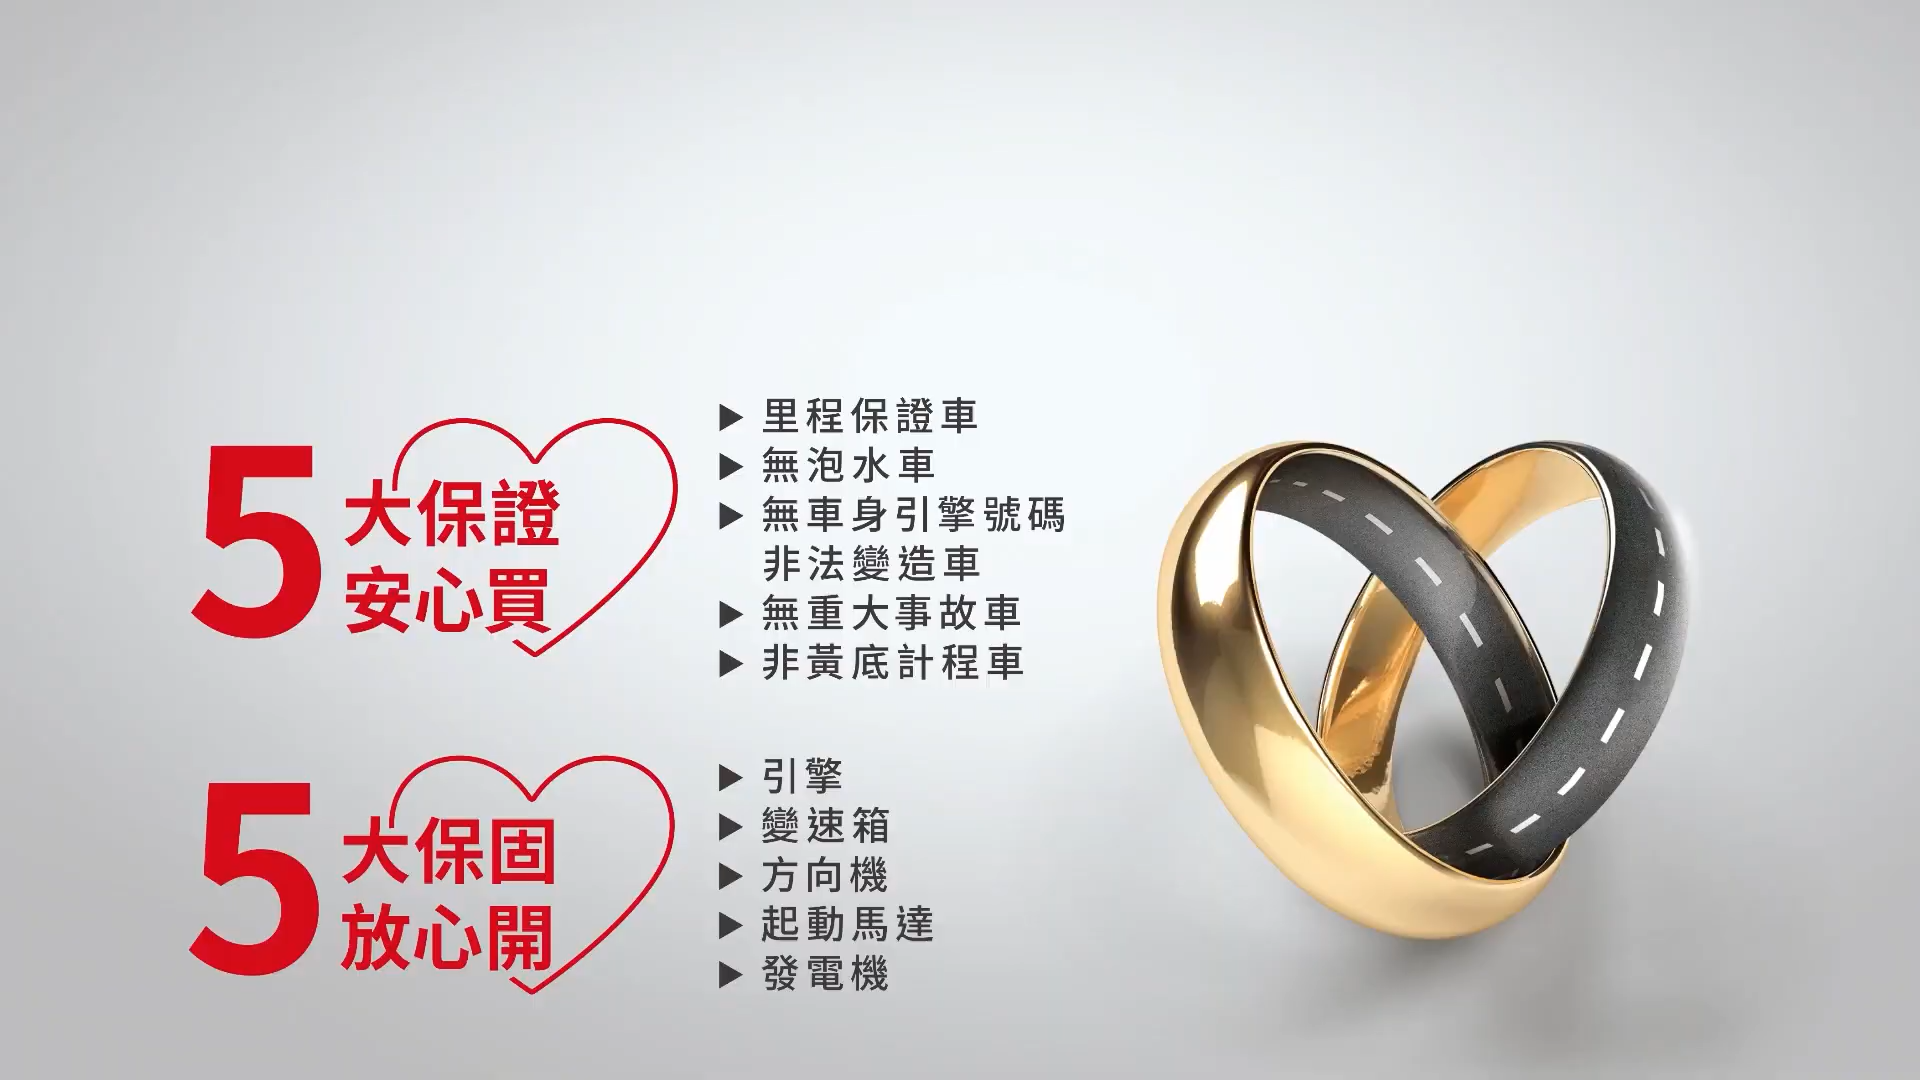 5大保證
安心買
▶ 里程保證車
▶ 無泡水車
▶ 無車身引擎號碼
非法變造車
▶ 無重大事故車
▶ 非黃底計程車
5大保固
放心開
▶ 引擎
▶ 變速箱
▶ 方向機
▶ 起動馬達
▶ 發電機